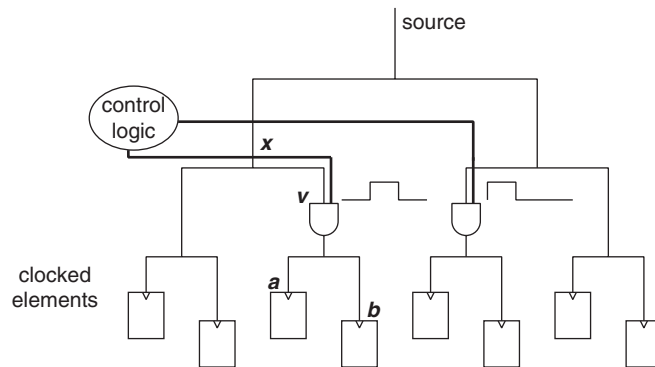 source
control
logic
x
v
clocked
elements
a
b